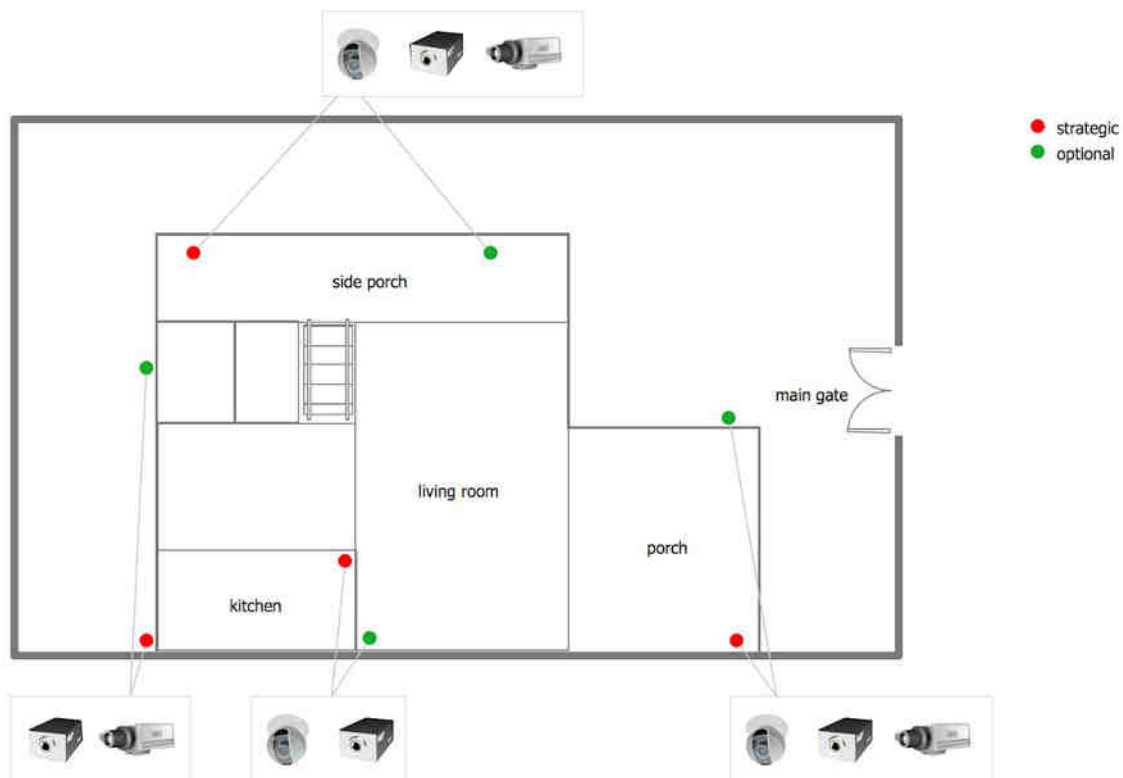 strategic
optional
side porch
main gate
living room
porch
kitchen